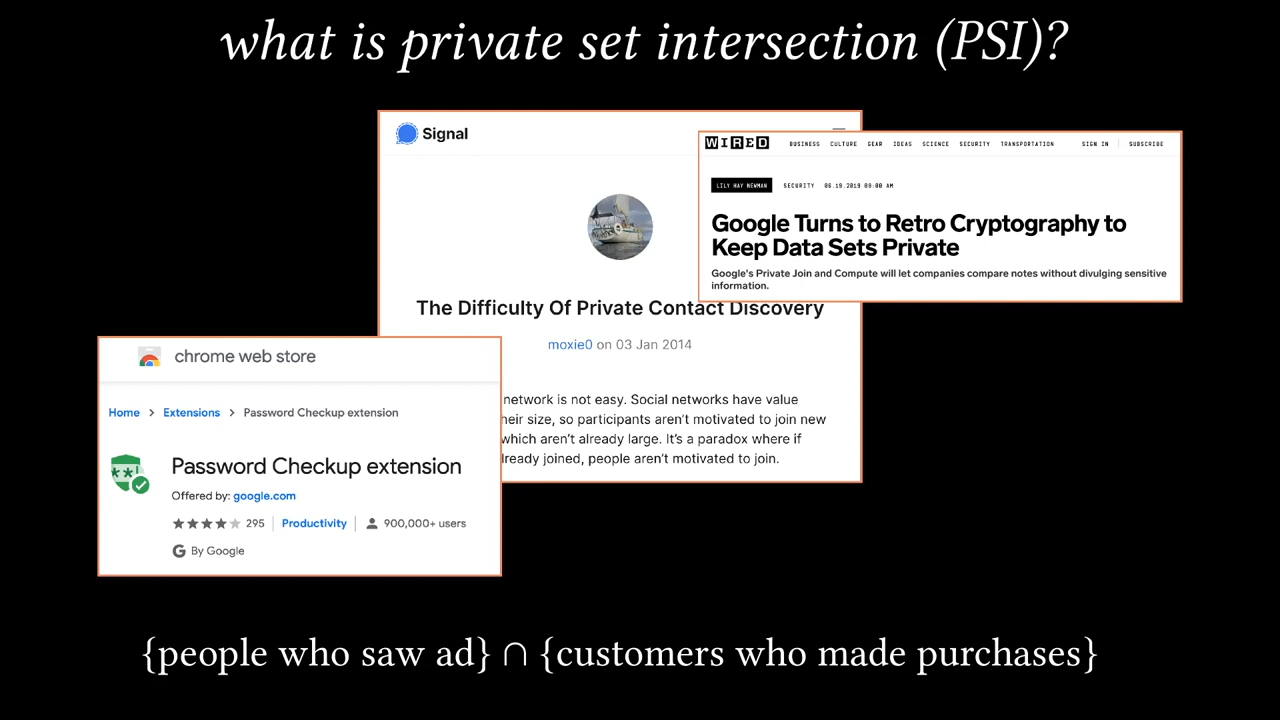 what is private set intersection (PSI)?
Signal
The Difficulty Of Private Contact Discovery
moxie0 on 03 Jan 2014
network is not easy. Social networks have value
heir size, so participants aren't motivated to join new
which aren't already large. It's a paradox where if
lready joined, people aren't motivated to join.
WIRED BUSINESS CULTURE GEAR IDEAS SCIENCE SECURITY TRANSPORTATION SIGN IN SUBSCRIBE
LILY HAY NEWMAN SECURITY 06.19.2019 09:00 AM
Google Turns to Retro Cryptography to
Keep Data Sets Private
Google's Private Join and Compute will let companies compare notes without divulging sensitive
information.
chrome web store
Home > Extensions > Password Checkup extension
Password Checkup extension
Offered by: google.com
★★★★★ 295 | Productivity | 900,000+ users
By Google
{people who saw ad} ∩ {customers who made purchases}